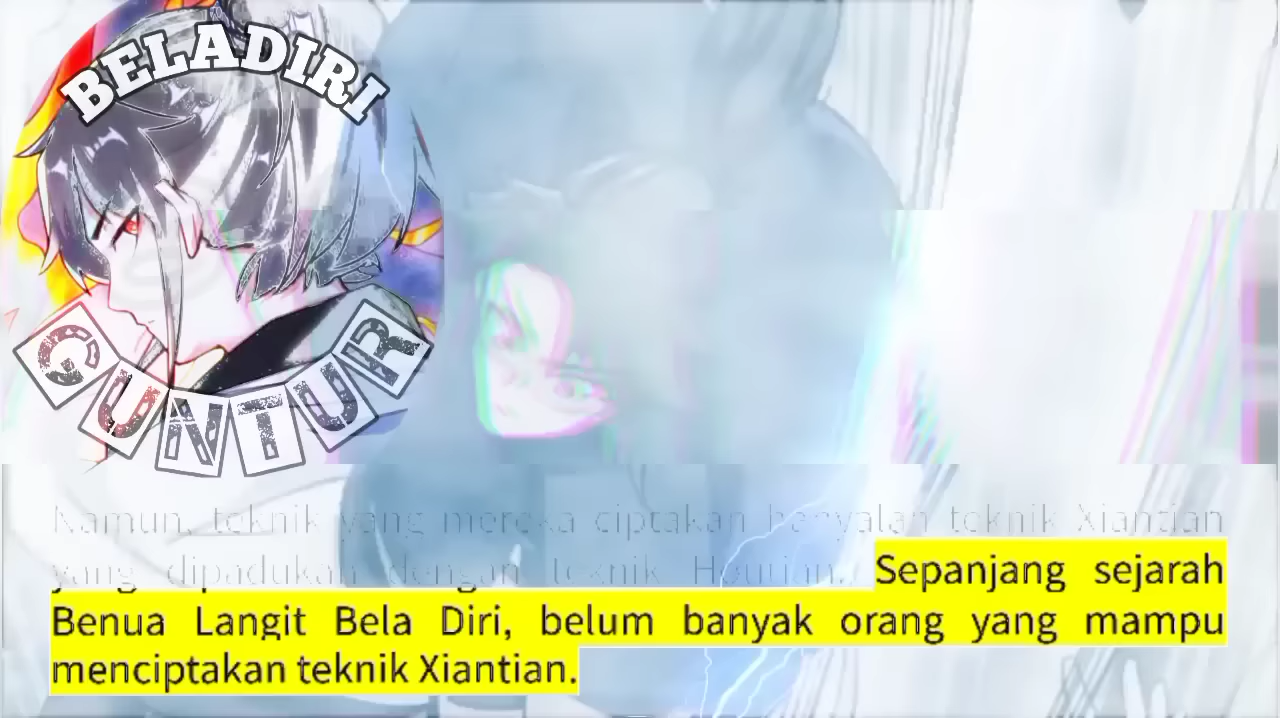 BELADIRI
GUNTUR
Namun, teknik yang mereka ciptakan hanyalah teknik Xiantian
yang dipadukan dengan teknik Houtian. Sepanjang sejarah
Benua Langit Bela Diri, belum banyak orang yang mampu
menciptakan teknik Xiantian.